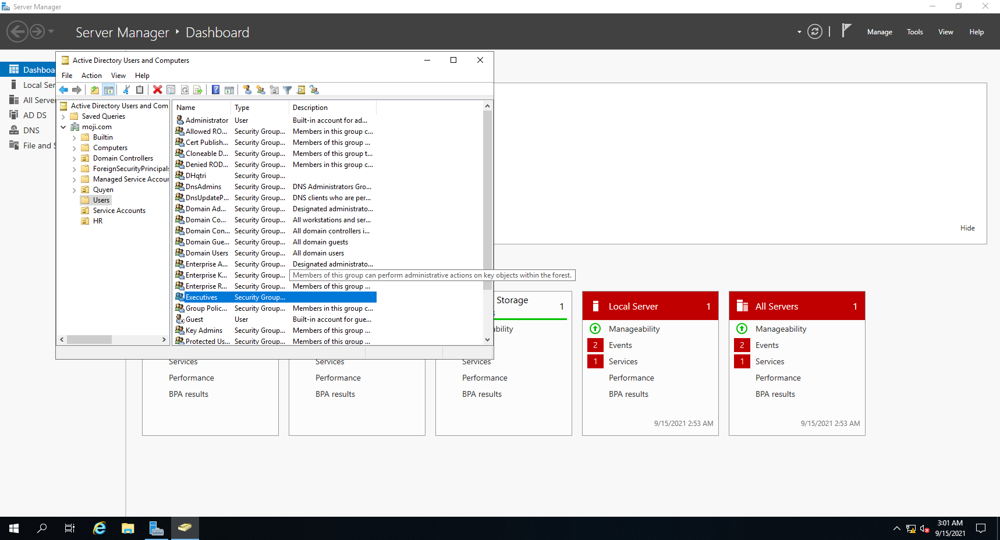 Server Manager
Server Manager • Dashboard
Manage Tools View Help
Dashboa
Local Ser
All Server
AD DS
DNS
File and S
Active Directory Users and Computers
File Action View Help
Active Directory Users and Com
Saved Queries
moji.com
Builtin
Computers
Domain Controllers
ForeignSecurityPrincipals
Managed Service Accour
Quyen
Users
Service Accounts
HR
Name Type Description
Administrator User Built-in account for ad...
Allowed RO... Security Group... Members in this group c...
Cert Publish... Security Group... Members of this group ...
Cloneable D... Security Group... Members of this group t...
Denied ROD... Security Group... Members in this group c...
DHqtri Security Group...
DnsAdmins Security Group... DNS Administrators Gro...
DnsUpdateP... Security Group... DNS clients who are per...
Domain Ad... Security Group... Designated administrato...
Domain Co... Security Group... All workstations and ser...
Domain Con... Security Group... All domain controllers i...
Domain Gue... Security Group... All domain guests
Domain Users Security Group... All domain users
Enterprise A... Security Group... Designated administrato...
Enterprise K... Security Group... Members of this group can perform administrative actions on key objects within the forest.
Enterprise R... Security Group... Members of this group ...
Executives Security Group...
Group Polic... Security Group... Members in this group c...
Guest User Built-in account for gue...
Key Admins Security Group... Members of this group ...
Protected Us... Security Group... Members of this group ...
Hide
Services
Performance
BPA results
Services
Performance
BPA results
Storage 1
s
ability
Services
Performance
BPA results
Local Server 1
Manageability
2 Events
1 Services
Performance
BPA results
9/15/2021 2:53 AM
All Servers 1
Manageability
2 Events
1 Services
Performance
BPA results
9/15/2021 2:53 AM
3:01 AM
9/15/2021